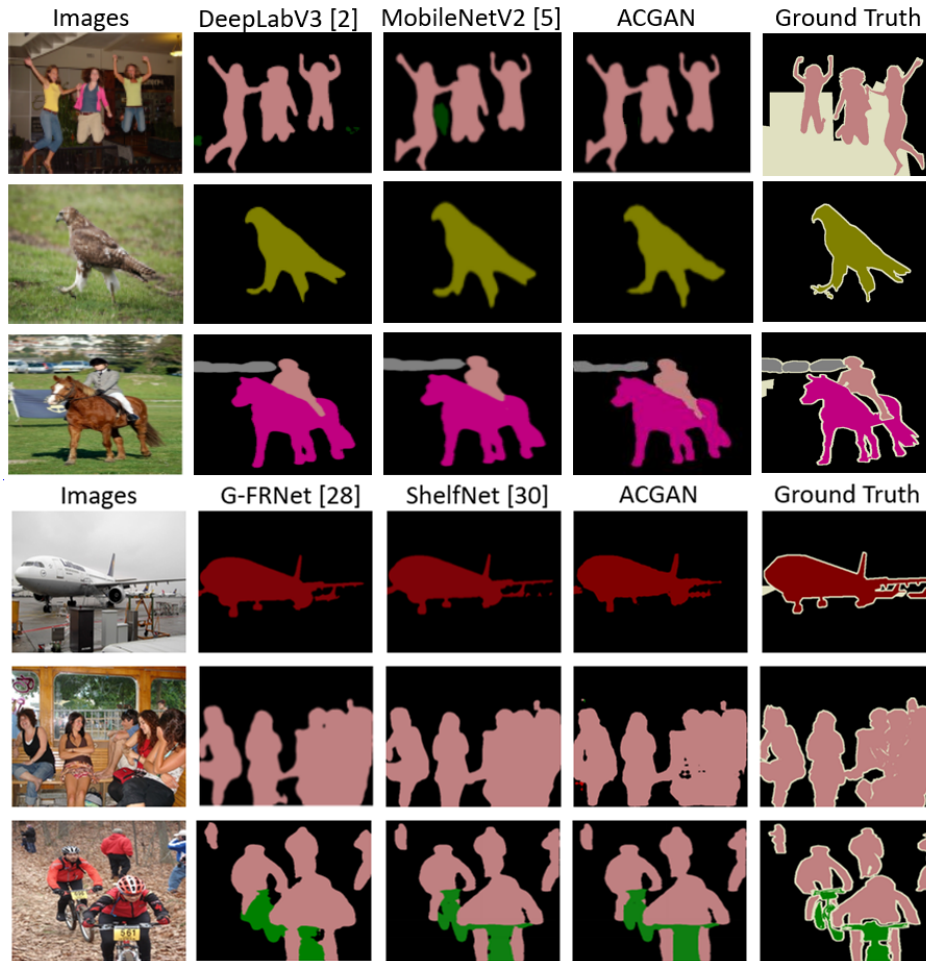 Images DeepLabV3 [2] MobileNetV2 [5] ACGAN Ground Truth
Images G-FRNet [28] ShelfNet [30] ACGAN Ground Truth
561